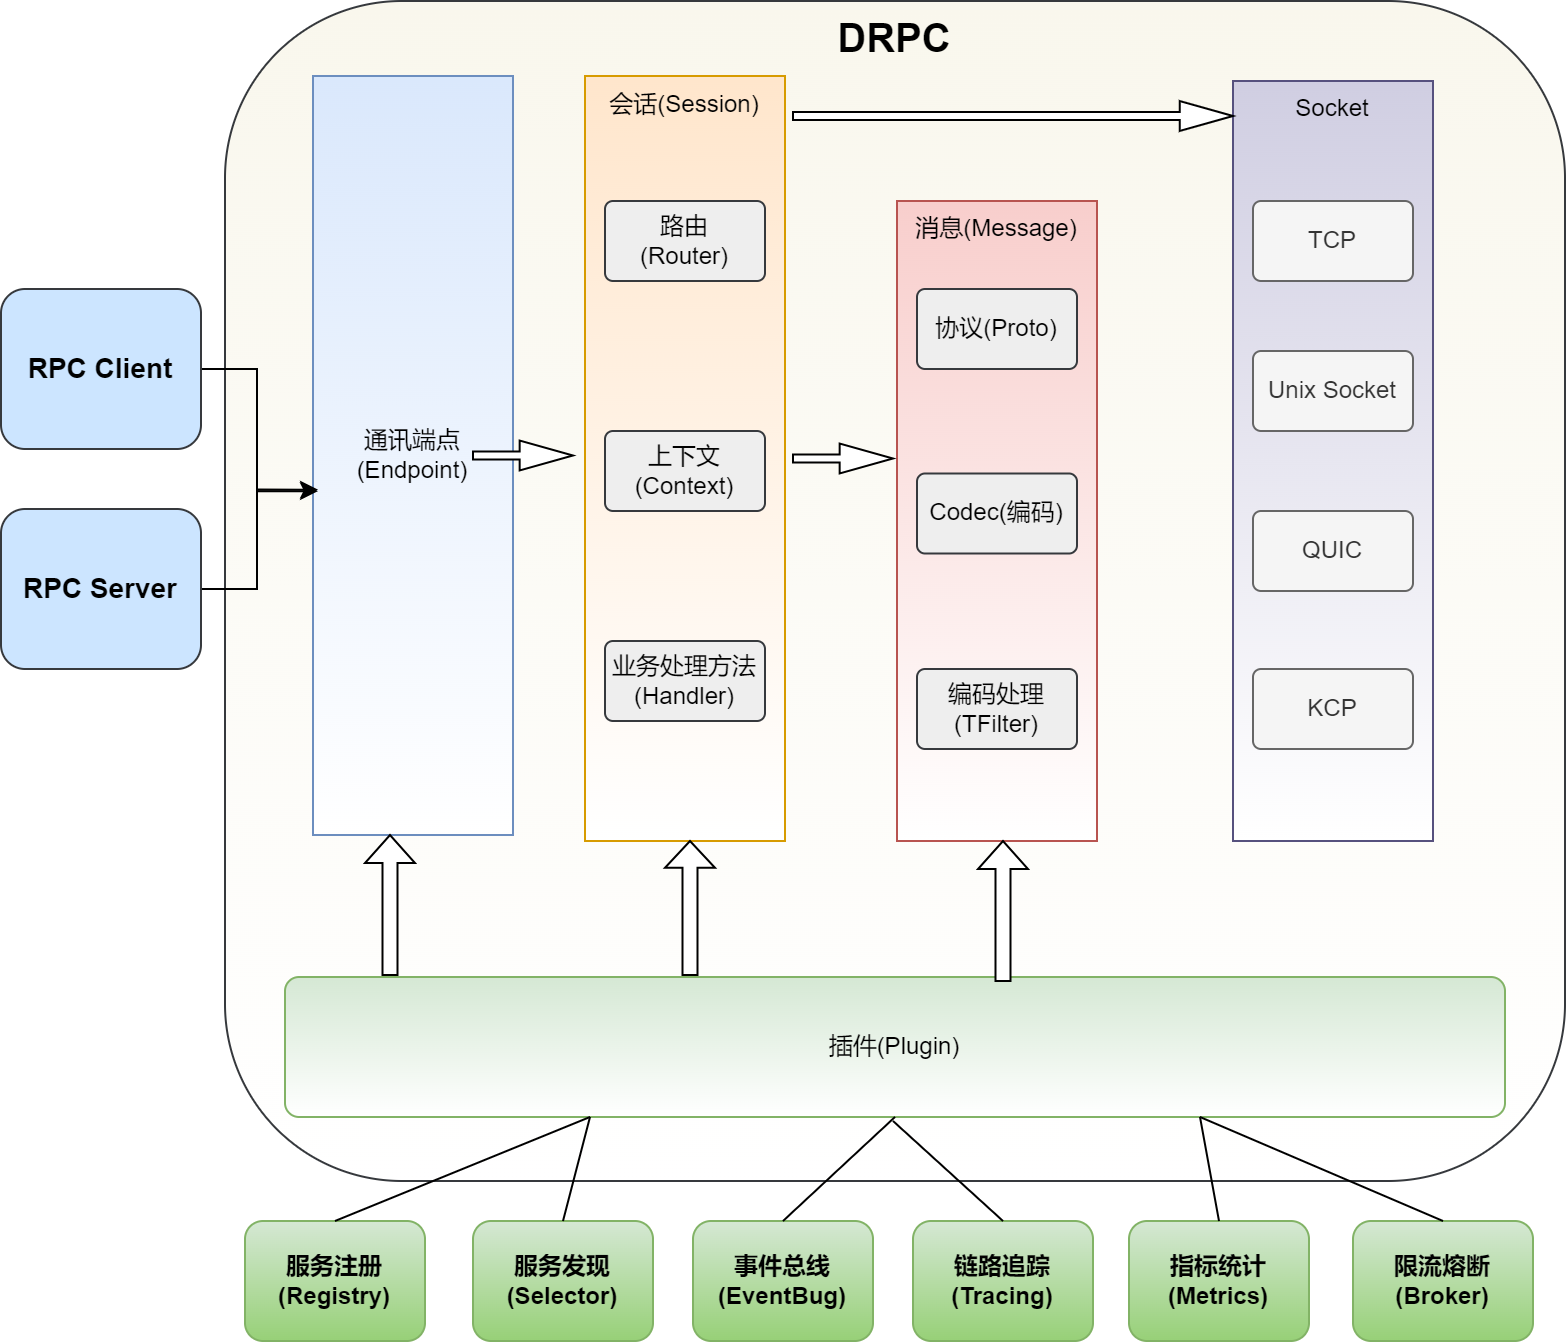 DRPC
RPC Client
RPC Server
通讯端点
(Endpoint)
会话(Session)
路由
(Router)
上下文
(Context)
业务处理方法
(Handler)
消息(Message)
协议(Proto)
Codec(编码)
编码处理
(TFilter)
Socket
TCP
Unix Socket
QUIC
KCP
插件(Plugin)
服务注册
(Registry)
服务发现
(Selector)
事件总线
(EventBug)
链路追踪
(Tracing)
指标统计
(Metrics)
限流熔断
(Broker)